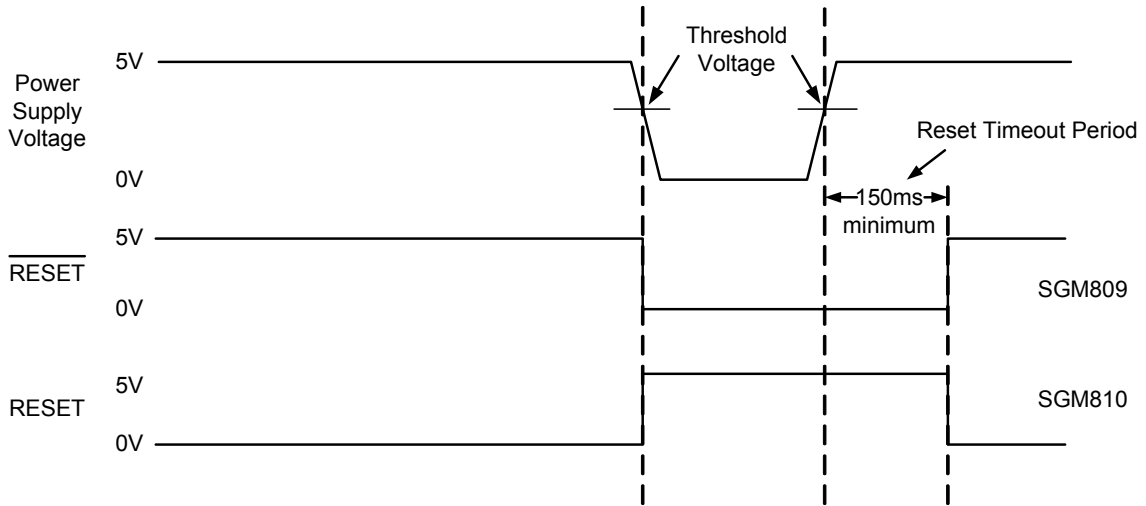 Power
Supply
Voltage
5V
0V
Threshold
Voltage
Reset Timeout Period
150ms
minimum
RESET
5V
0V
SGM809
RESET
5V
0V
SGM810